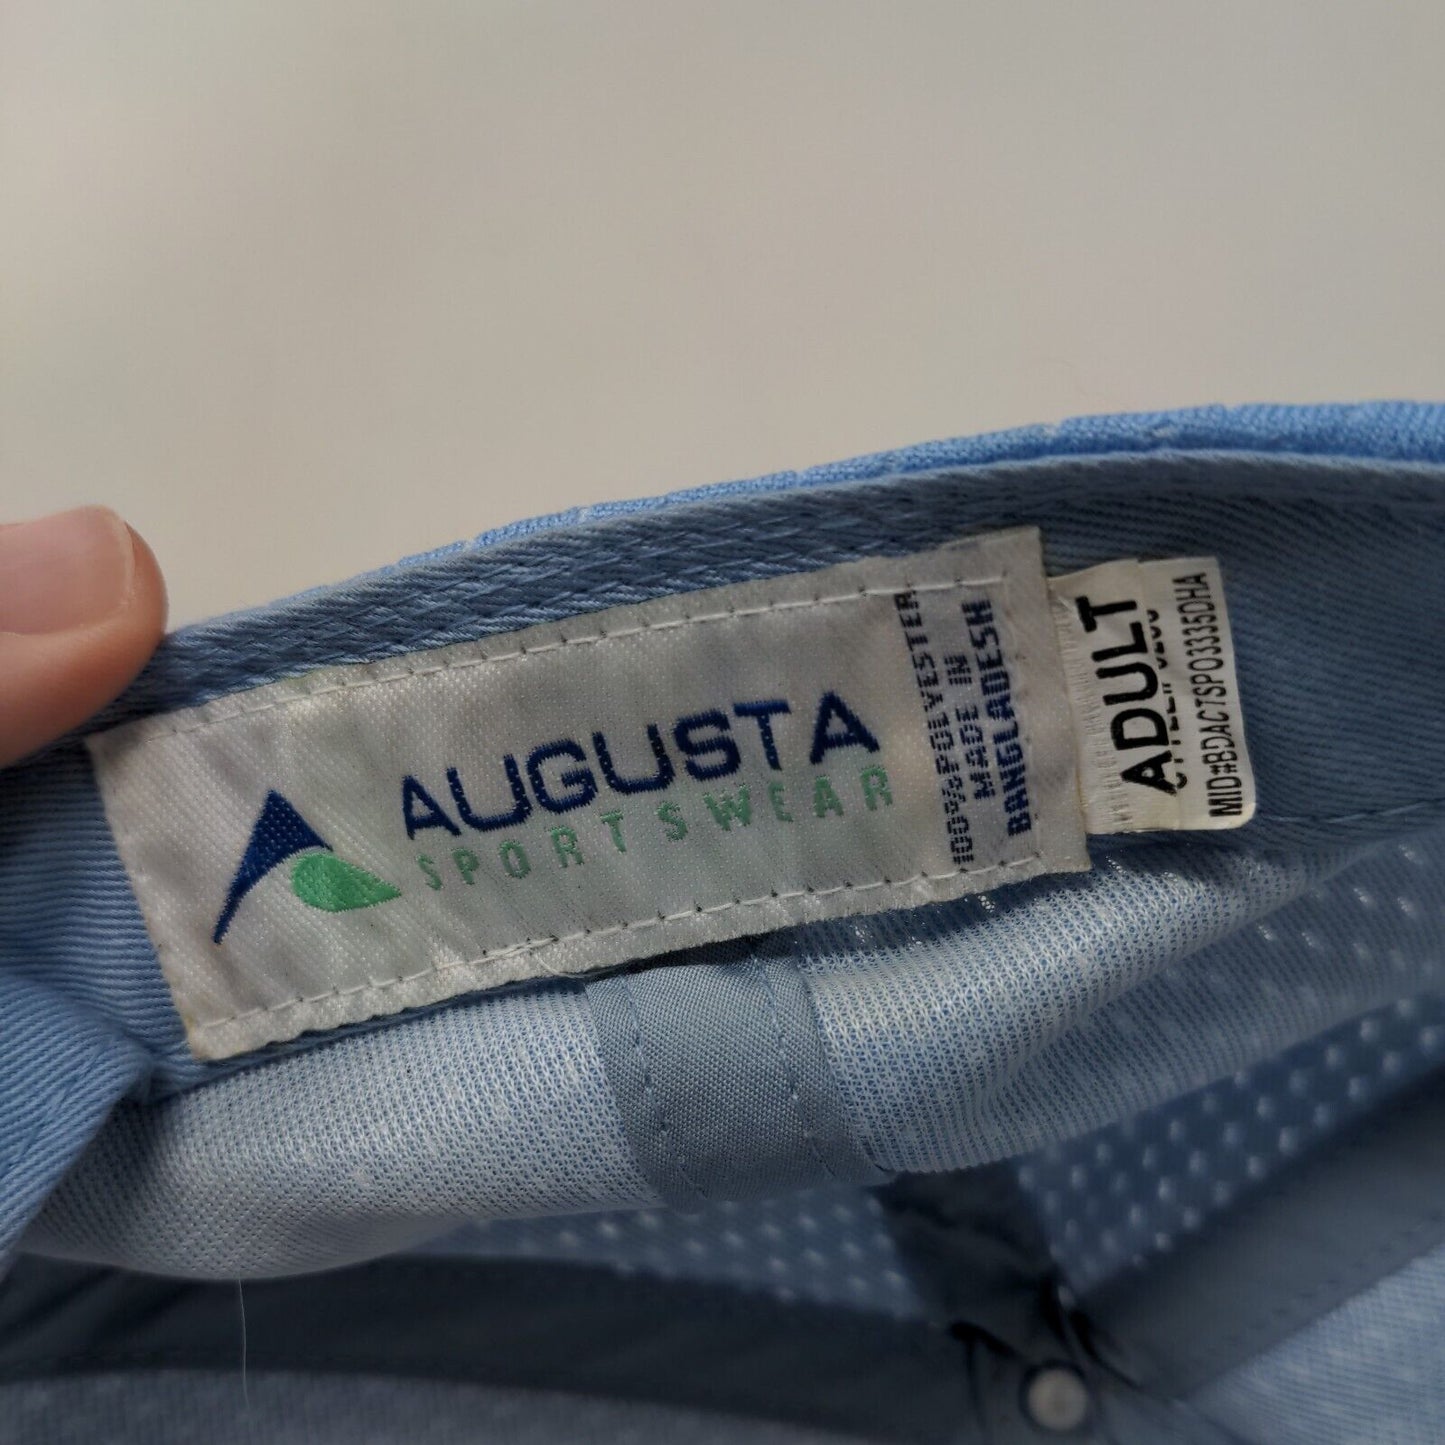 AUGUSTA
SPORTSWEAR
100%POLYESTER
MADE IN
BANGLADESH
ADULT
MID#BDACTSPO3335DHA